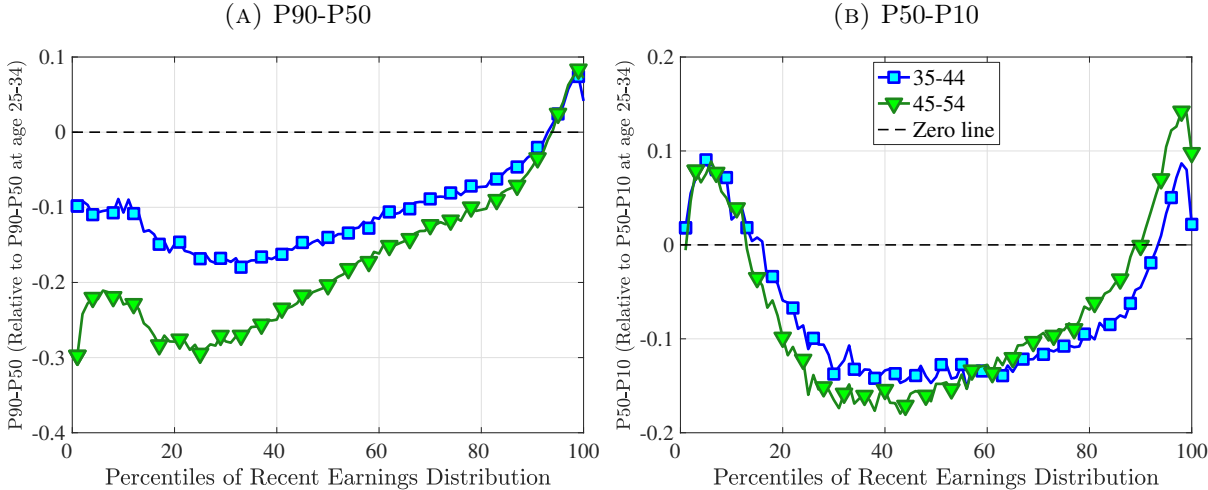 (A) P90-P50
P90-P50 (Relative to P90-P50 at age 25-34)
0.1
0
-0.1
-0.2
-0.3
-0.4
0 20 40 60 80 100
Percentiles of Recent Earnings Distribution
(B) P50-P10
P50-P10 (Relative to P50-P10 at age 25-34)
0.2
0.1
0
-0.1
-0.2
35-44
45-54
Zero line
0 20 40 60 80 100
Percentiles of Recent Earnings Distribution